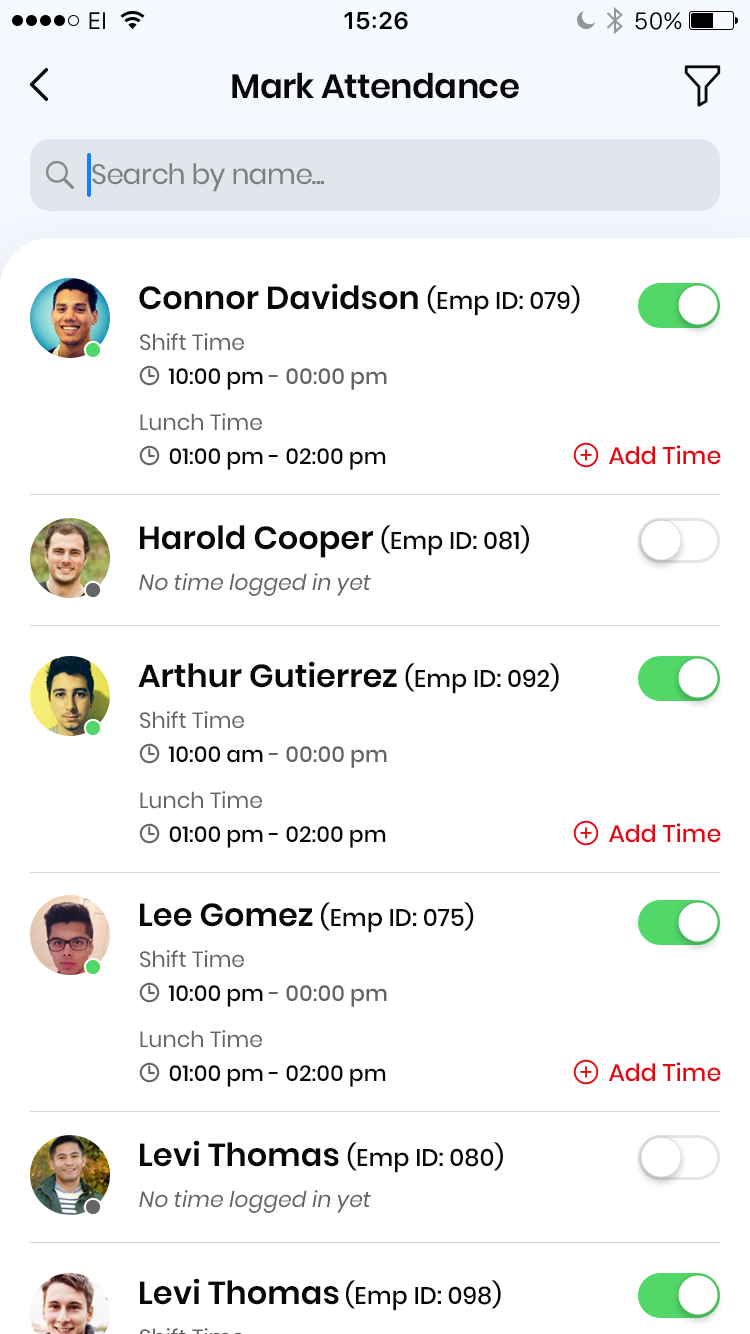 EI 15:26 50%
Mark Attendance
Search by name...
Connor Davidson (Emp ID: 079)
Shift Time
10:00 pm - 00:00 pm
Lunch Time
01:00 pm - 02:00 pm Add Time
Harold Cooper (Emp ID: 081)
No time logged in yet
Arthur Gutierrez (Emp ID: 092)
Shift Time
10:00 am - 00:00 pm
Lunch Time
01:00 pm - 02:00 pm Add Time
Lee Gomez (Emp ID: 075)
Shift Time
10:00 pm - 00:00 pm
Lunch Time
01:00 pm - 02:00 pm Add Time
Levi Thomas (Emp ID: 080)
No time logged in yet
Levi Thomas (Emp ID: 098)
Shift Time